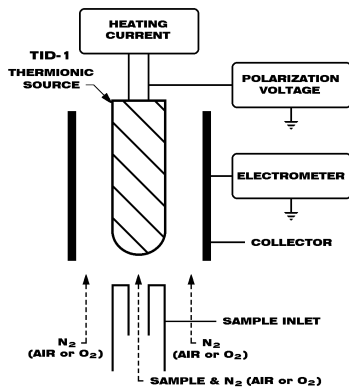 HEATING
CURRENT
TID-1
THERMIONIC
SOURCE
POLARIZATION
VOLTAGE
ELECTROMETER
COLLECTOR
N2
(AIR or O2)
N2
(AIR or O2)
SAMPLE INLET
SAMPLE & N2 (AIR or O2)